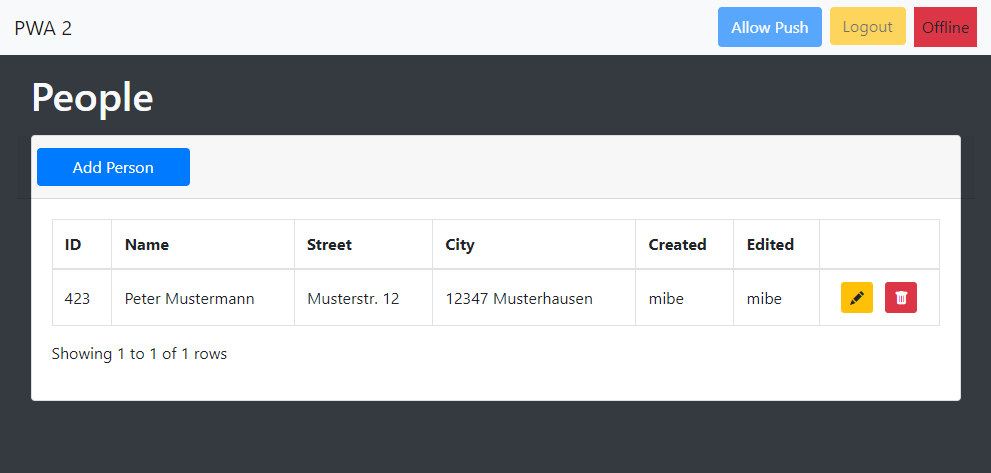 PWA 2 Allow Push Logout Offline
People
Add Person
ID Name Street City Created Edited
423 Peter Mustermann Musterstr. 12 12347 Musterhausen mibe mibe
Showing 1 to 1 of 1 rows